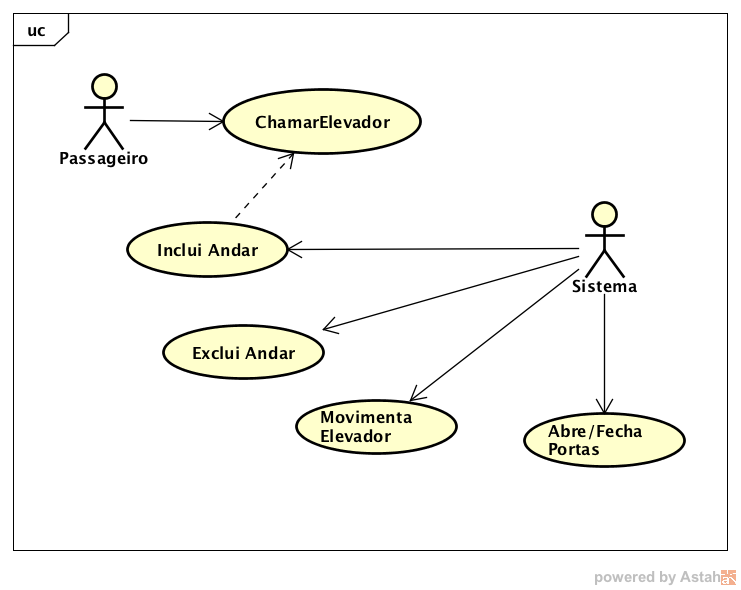 uc
ChamarElevador
Passageiro
Inclui Andar
Sistema
Exclui Andar
Movimenta
Elevador
Abre/Fecha
Portas
powered by Astah